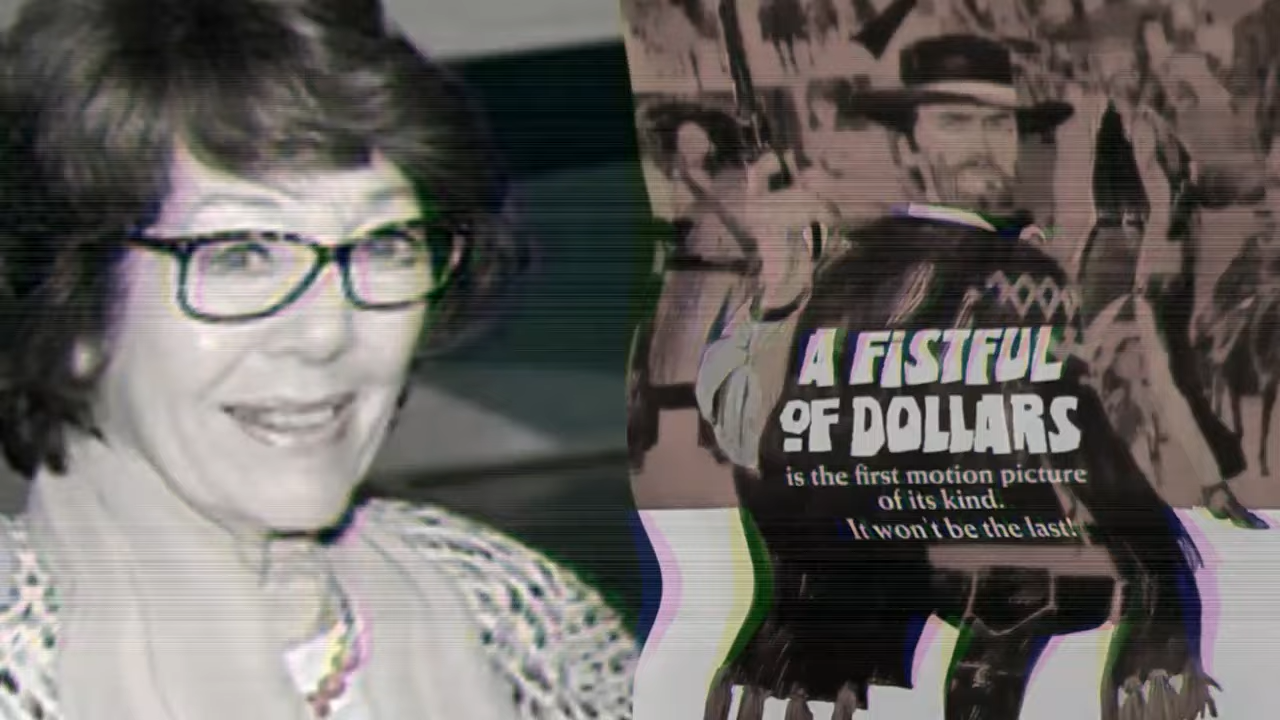 A FiSTFUL
OF DOLLARS
is the first motion picture
of its kind.
It won't be the last!